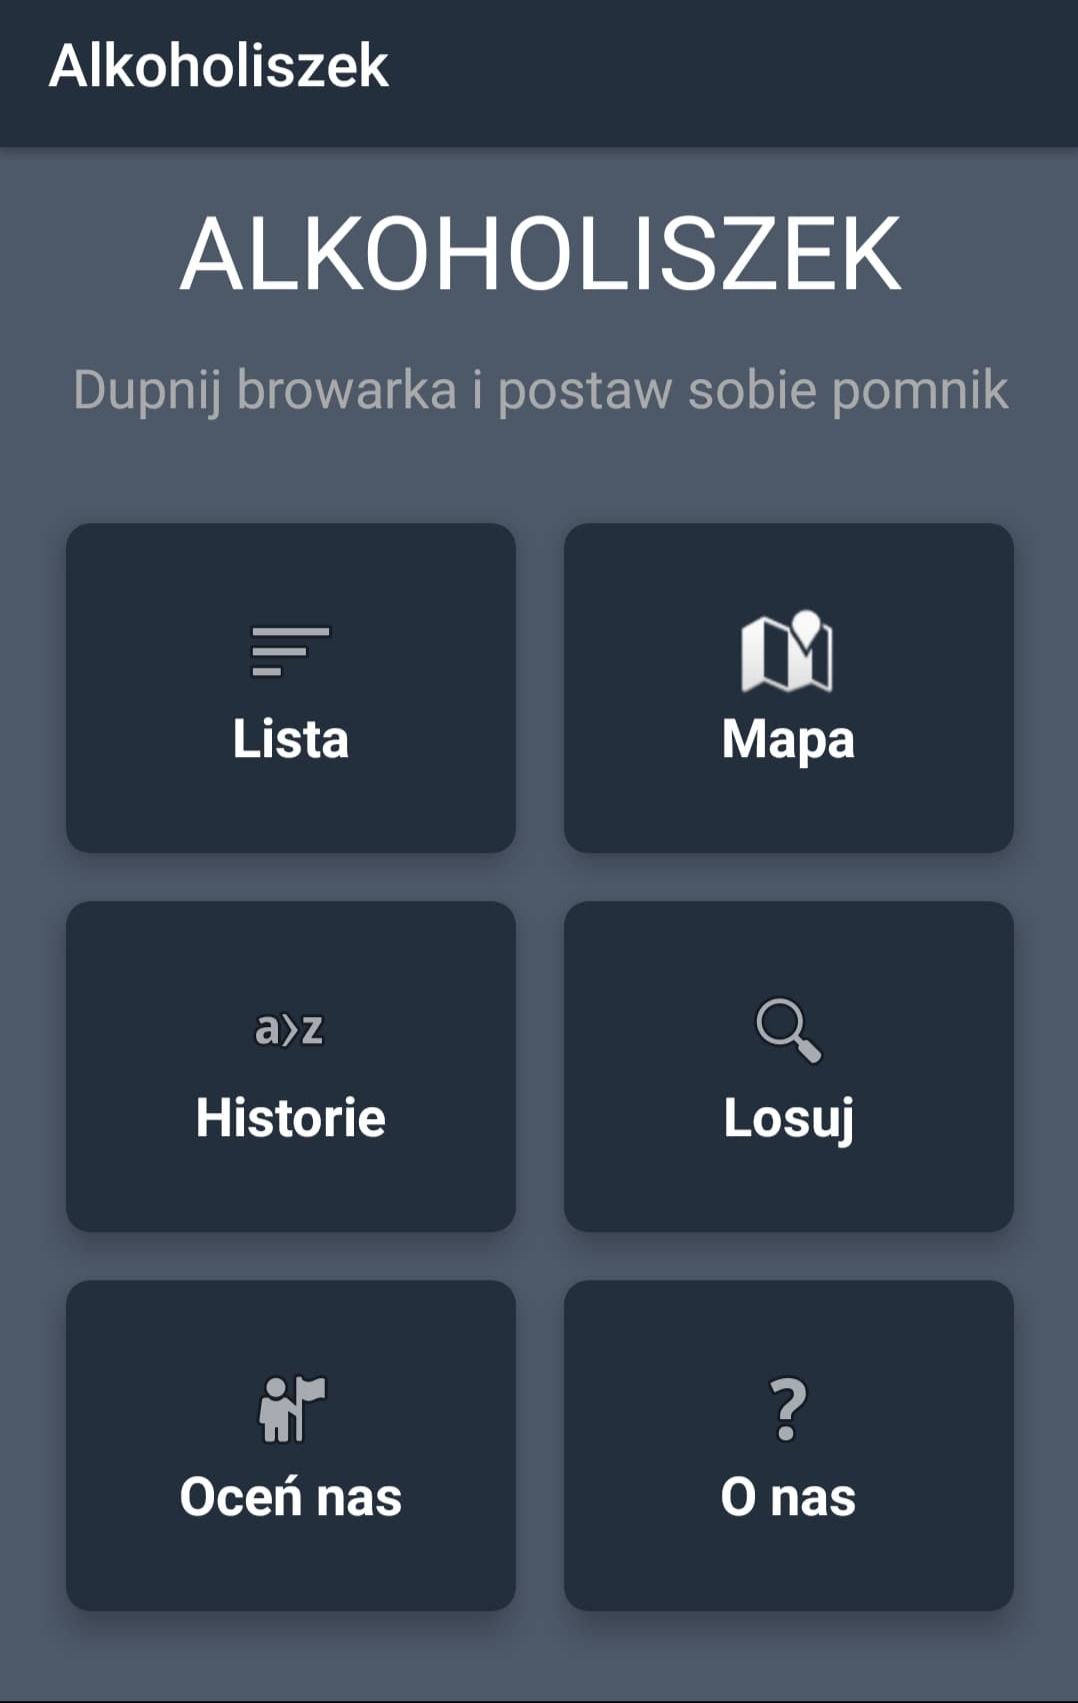 Alkoholiszek
ALKOHOLISZEK
Dupnij browarka i postaw sobie pomnik
Lista
Mapa
a>z
Historie
Losuj
Oceń nas
?
O nas